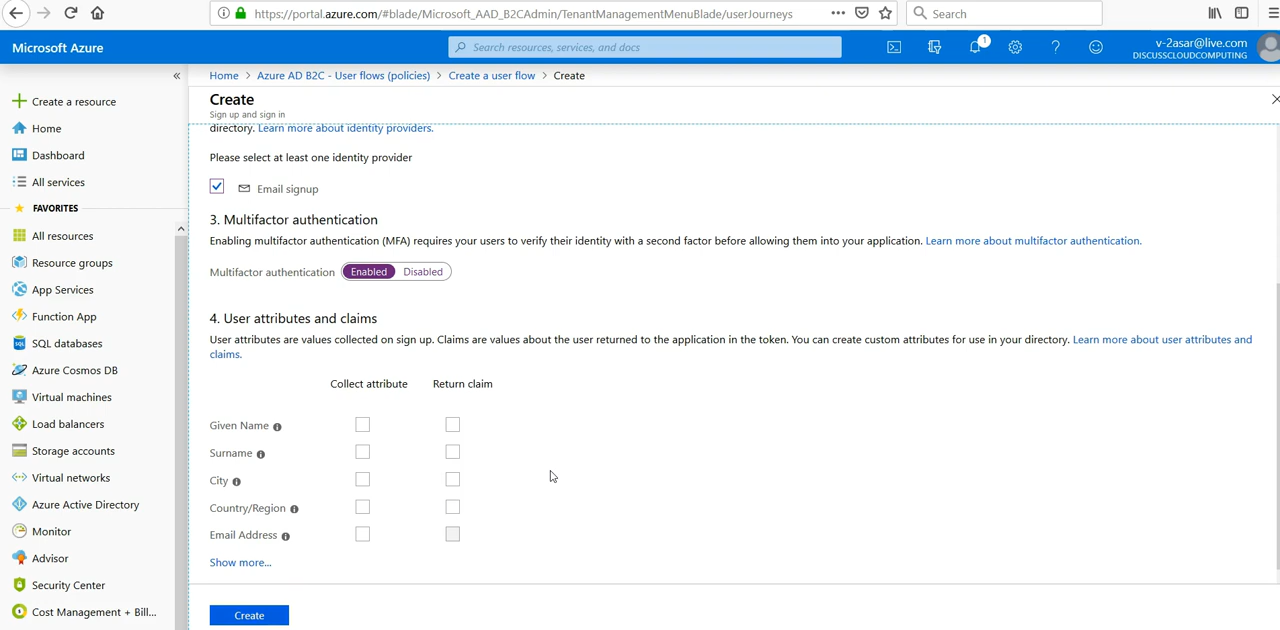 https://portal.azure.com/#blade/Microsoft_AAD_B2CAdmin/TenantManagementMenuBlade/userJourneys
Search
Microsoft Azure
Search resources, services, and docs
1
v-2asar@live.com
DISCUSSCLOUDCOMPUTING
Home > Azure AD B2C - User flows (policies) > Create a user flow > Create
Create
Sign up and sign in
Create a resource
Home
Dashboard
All services
FAVORITES
All resources
Resource groups
App Services
Function App
SQL databases
Azure Cosmos DB
Virtual machines
Load balancers
Storage accounts
Virtual networks
Azure Active Directory
Monitor
Advisor
Security Center
Cost Management + Bill...
directory. Learn more about identity providers.
Please select at least one identity provider
Email signup
3. Multifactor authentication
Enabling multifactor authentication (MFA) requires your users to verify their identity with a second factor before allowing them into your application. Learn more about multifactor authentication.
Multifactor authentication Enabled Disabled
4. User attributes and claims
User attributes are values collected on sign up. Claims are values about the user returned to the application in the token. You can create custom attributes for use in your directory. Learn more about user attributes and
claims.
Collect attribute Return claim
Given Name
Surname
City
Country/Region
Email Address
Show more...
Create